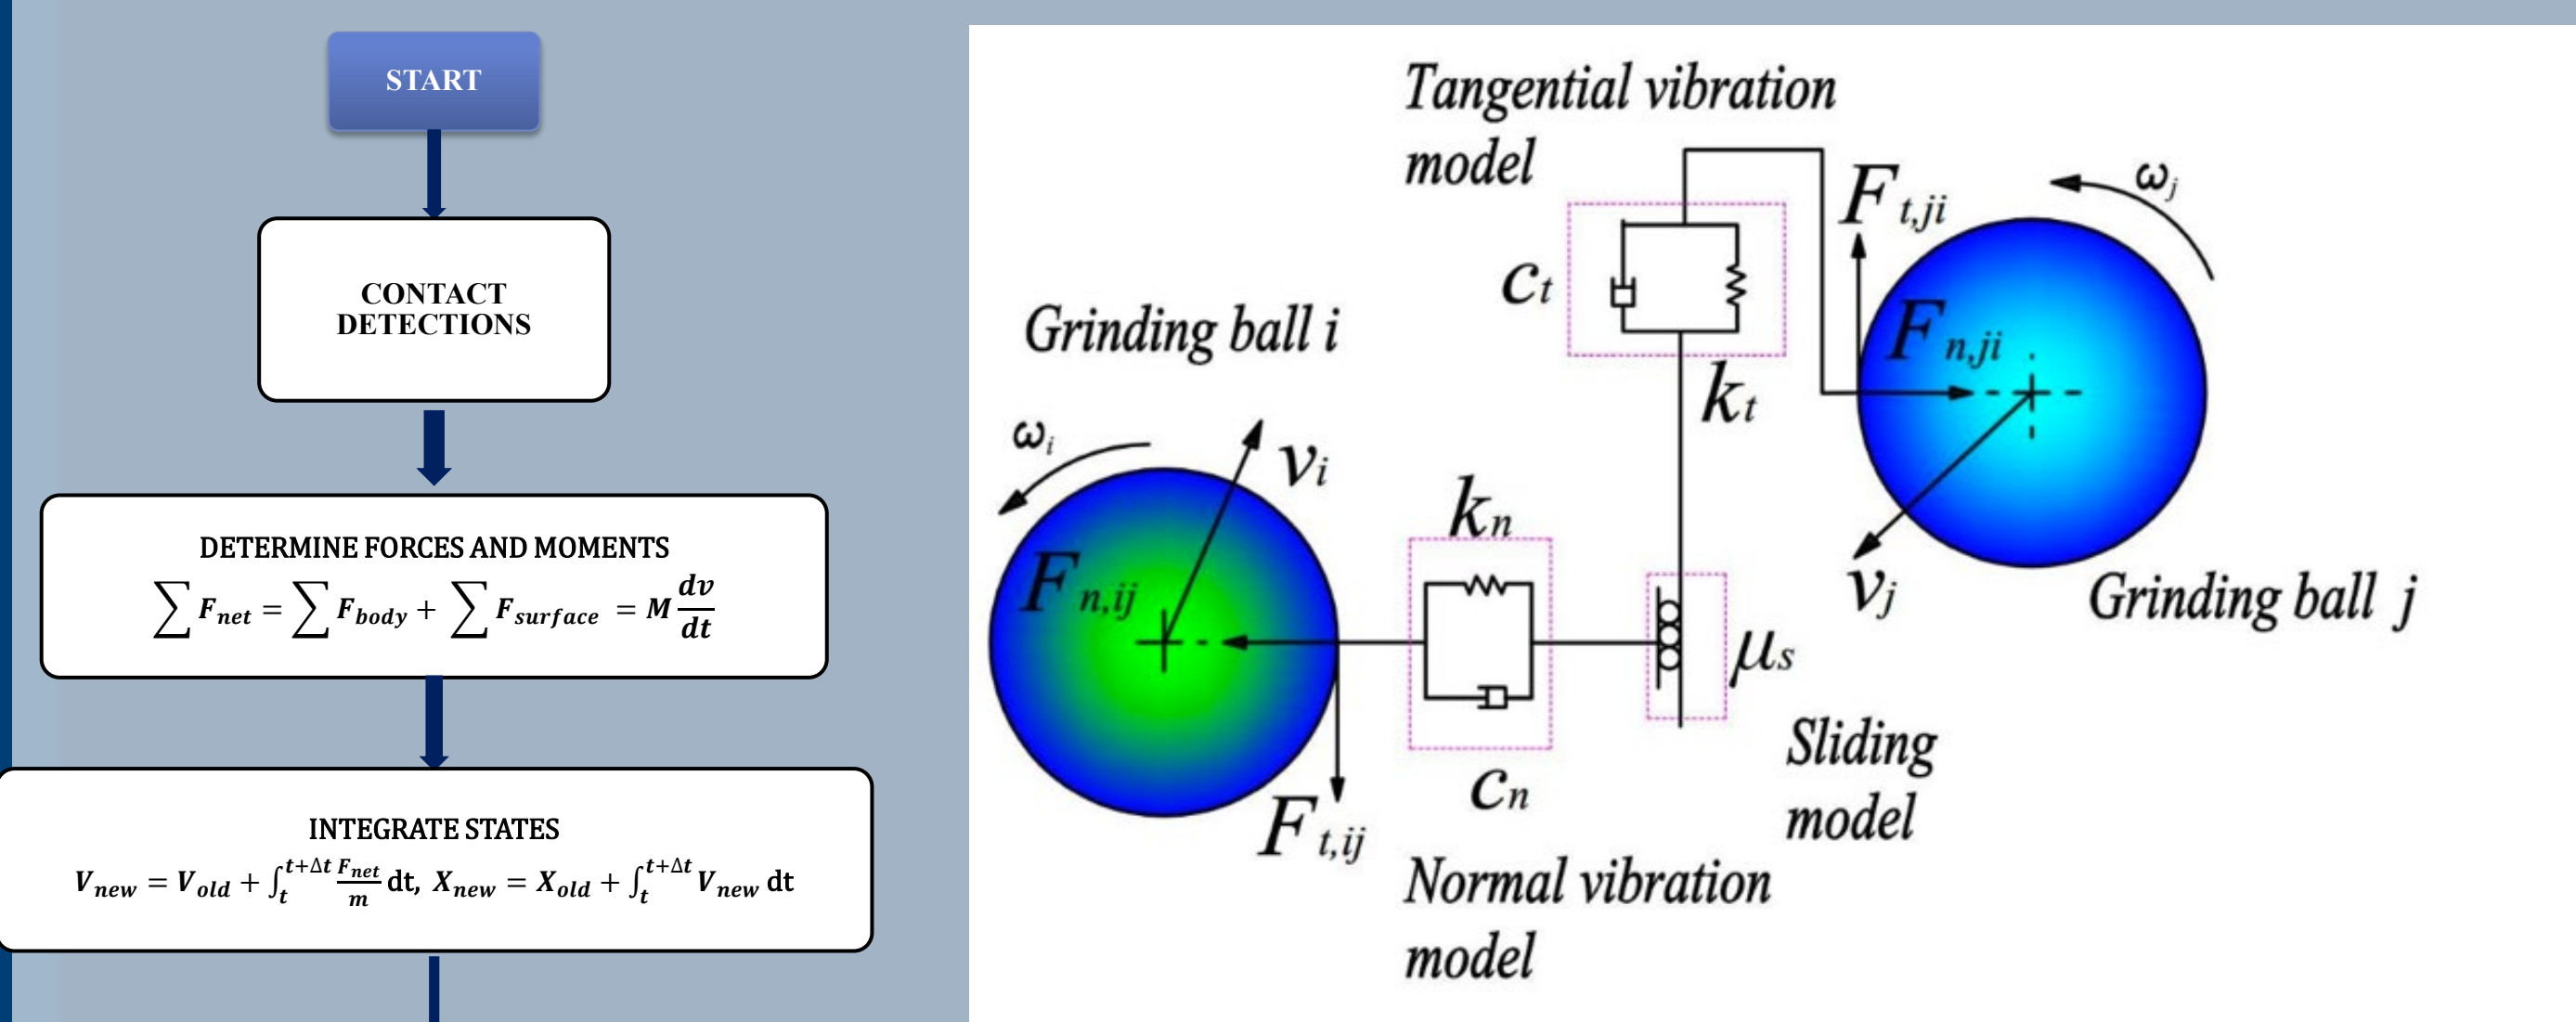 START
CONTACT
DETECTIONS
DETERMINE FORCES AND MOMENTS
∑ F_net = ∑ F_body + ∑ F_surface = M dv/dt
INTEGRATE STATES
V_new = V_old + ∫_t^{t+Δt} F_net/m dt, X_new = X_old + ∫_t^{t+Δt} V_new dt
Tangential vibration
model
ω_j
F_t,ji
c_t
F_n,ji
Grinding ball i
k_t
ω_i
v_i
k_n
F_n,ij
v_j
Grinding ball j
μ_s
Sliding
model
c_n
F_t,ij
Normal vibration
model